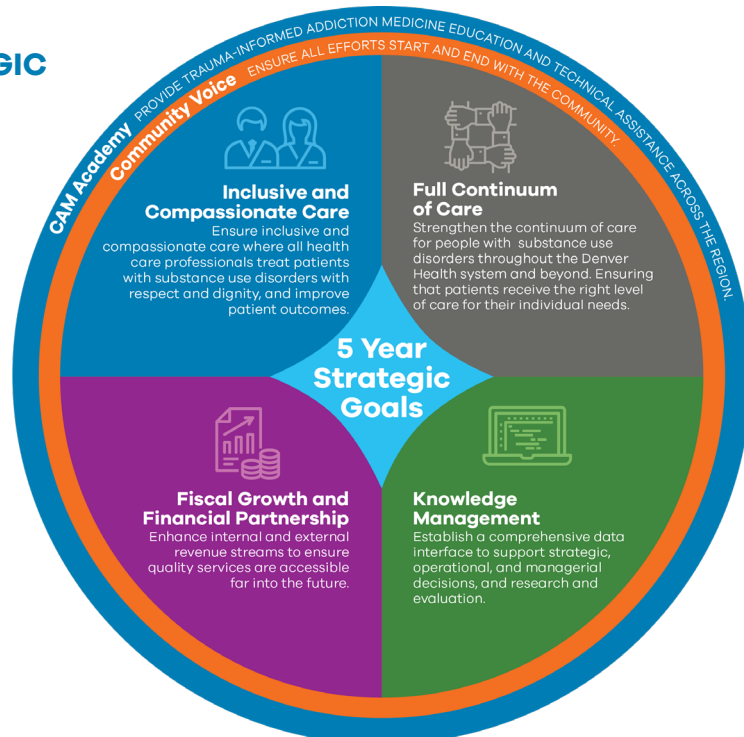 GIC
CAM Academy PROVIDE TRAUMA-INFORMED ADDICTION MEDICINE EDUCATION AND TECHNICAL ASSISTANCE ACROSS THE REGION.
Community Voice ENSURE ALL EFFORTS START AND END WITH THE COMMUNITY.
Inclusive and
Compassionate Care
Ensure inclusive and
compassionate care where all health
care professionals treat patients
with substance use disorders with
respect and dignity, and improve
patient outcomes.
Full Continuum
of Care
Strengthen the continuum of care
for people with substance use
disorders throughout the Denver
Health system and beyond. Ensuring
that patients receive the right level
of care for their individual needs.
5 Year
Strategic
Goals
Fiscal Growth and
Financial Partnership
Enhance internal and external
revenue streams to ensure
quality services are accessible
far into the future.
Knowledge
Management
Establish a comprehensive data
interface to support strategic,
operational, and managerial
decisions, and research and
evaluation.